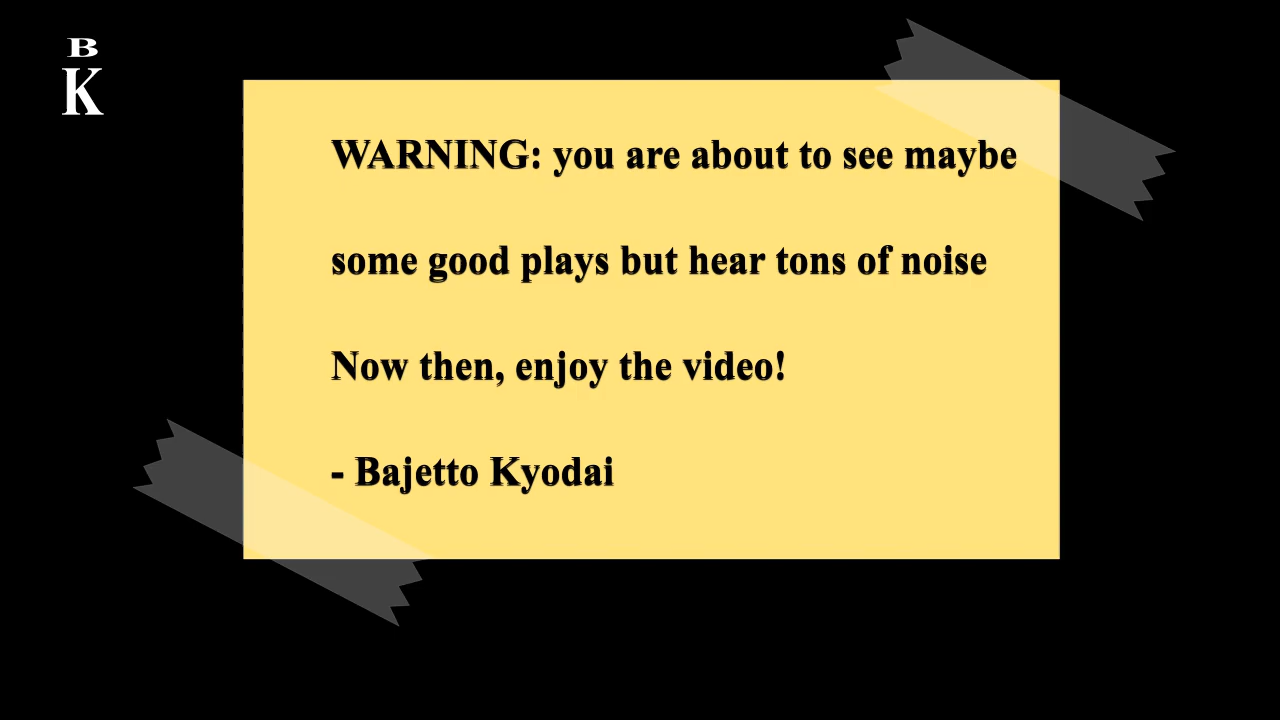 B
K
WARNING: you are about to see maybe
some good plays but hear tons of noise
Now then, enjoy the video!
- Bajetto Kyodai